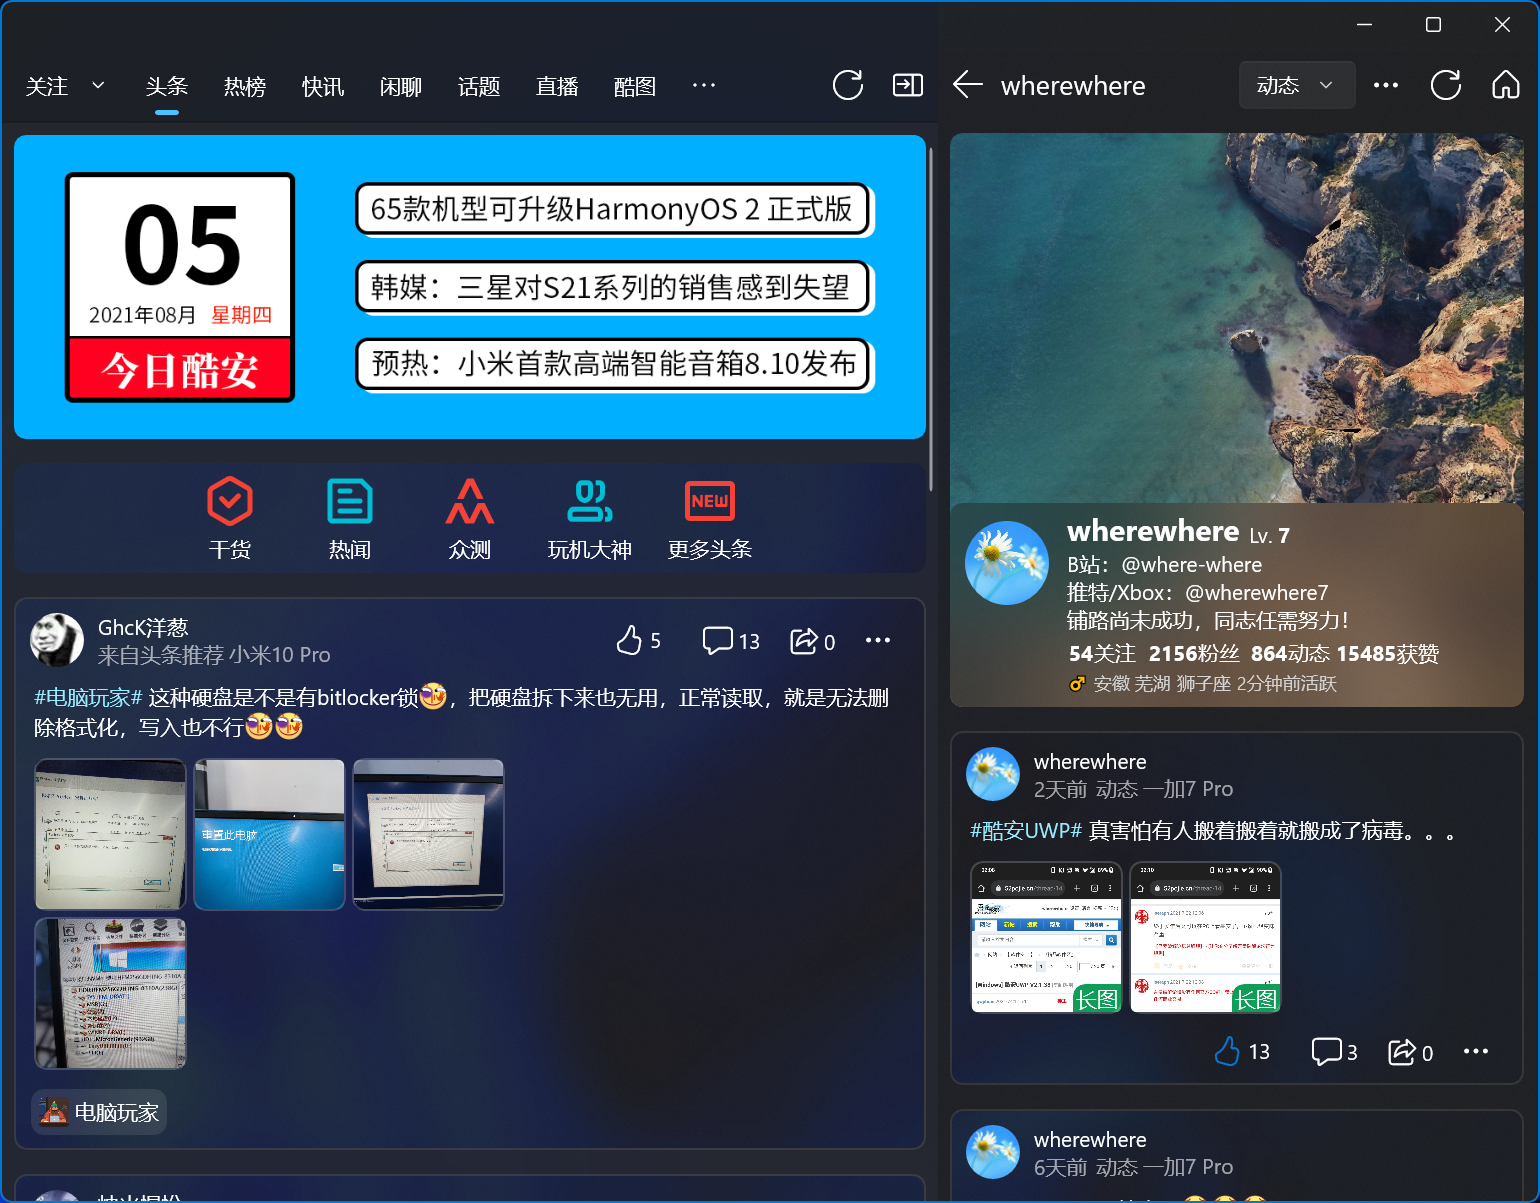 关注 头条 热榜 快讯 闲聊 话题 直播 酷图
05
2021年08月 星期四
今日酷安
65款机型可升级HarmonyOS 2 正式版
韩媒：三星对S21系列的销售感到失望
预热：小米首款高端智能音箱8.10发布
干货 热闻 众测 玩机大神 NEW 更多头条
GhcK洋葱
来自头条推荐 小米10 Pro
5 13 0
#电脑玩家# 这种硬盘是不是有bitlocker锁，把硬盘拆下来也无用，正常读取，就是无法删
除格式化，写入也不行
重置此电脑
电脑玩家
wherewhere 动态
wherewhere Lv. 7
B站：@where-where
推特/Xbox：@wherewhere7
铺路尚未成功，同志任需努力！
54关注 2156粉丝 864动态 15485获赞
安徽 芜湖 狮子座 2分钟前活跃
wherewhere
2天前 动态 一加7 Pro
#酷安UWP# 真害怕有人搬着搬着就搬成了病毒。。。
长图 长图
13 3 0
wherewhere
6天前 动态 一加7 Pro